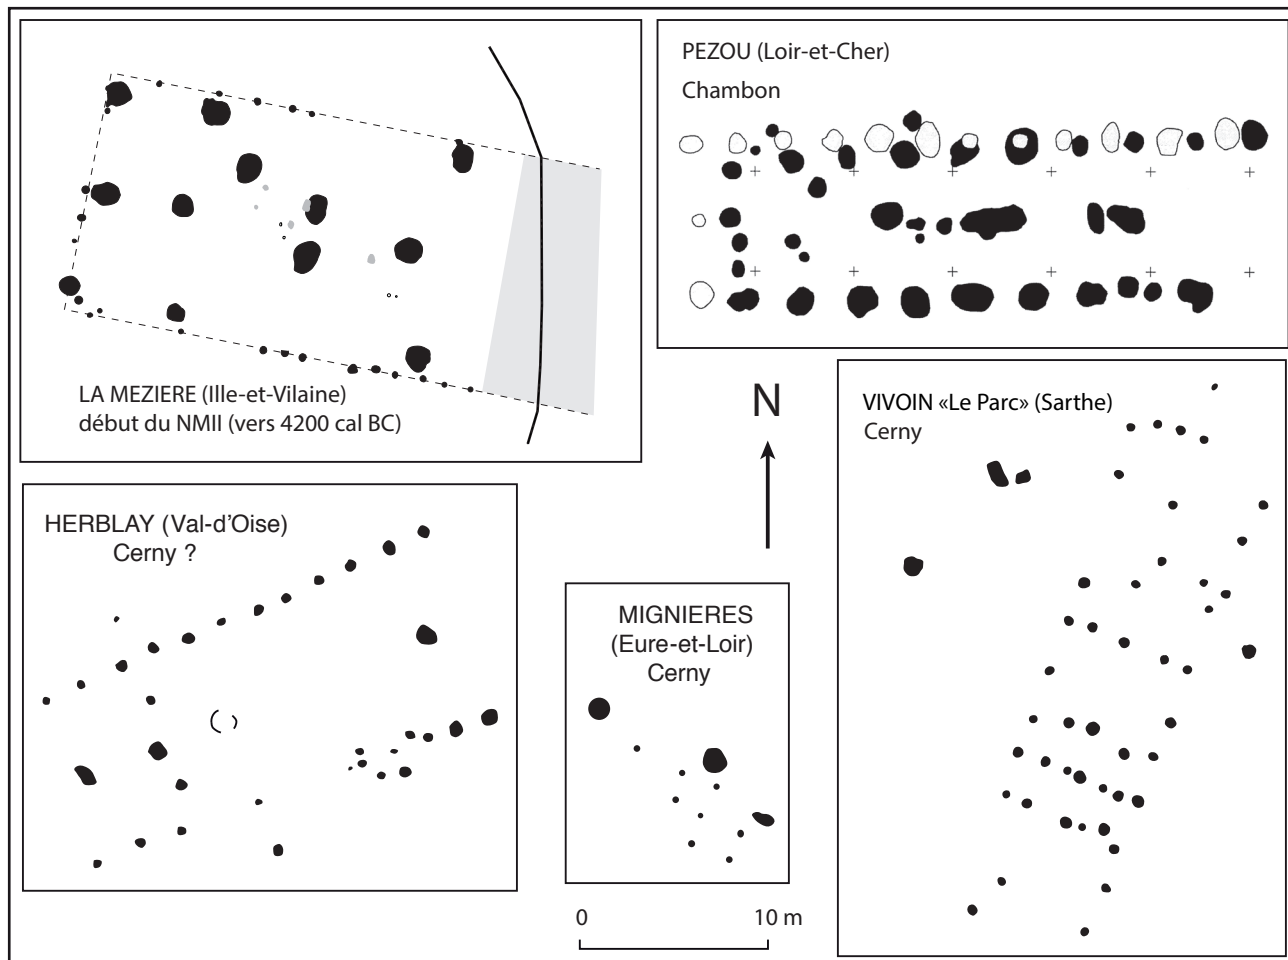 LA MEZIERE (Ille-et-Vilaine)
début du NMII (vers 4200 cal BC)
PEZOU (Loir-et-Cher)
Chambon
HERBLAY (Val-d'Oise)
Cerny ?
N
MIGNIERES
(Eure-et-Loir)
Cerny
0 10 m
VIVOIN «Le Parc» (Sarthe)
Cerny